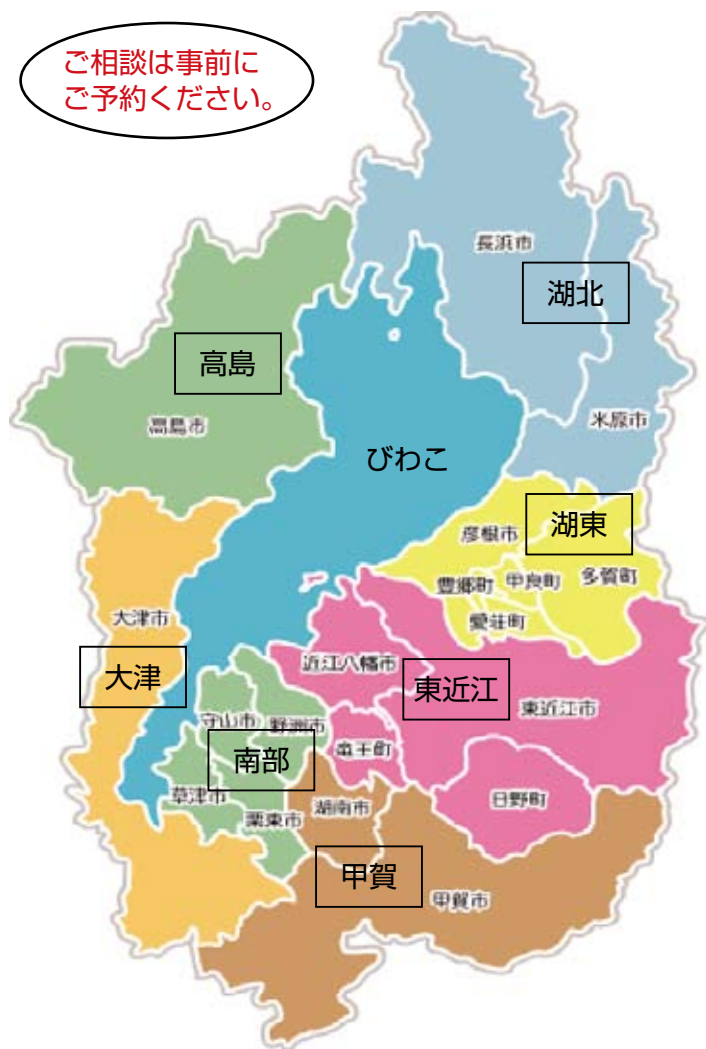 ご相談は事前に
ご予約ください。
長浜市
湖北
高島
高島市
米原市
びわこ
湖東
彦根市
豊郷町
甲良町
多賀町
愛荘町
大津市
大津
近江八幡市
東近江
東近江市
守山市
野洲市
竜王町
南部
草津市
栗東市
湖南市
日野町
甲賀
甲賀市